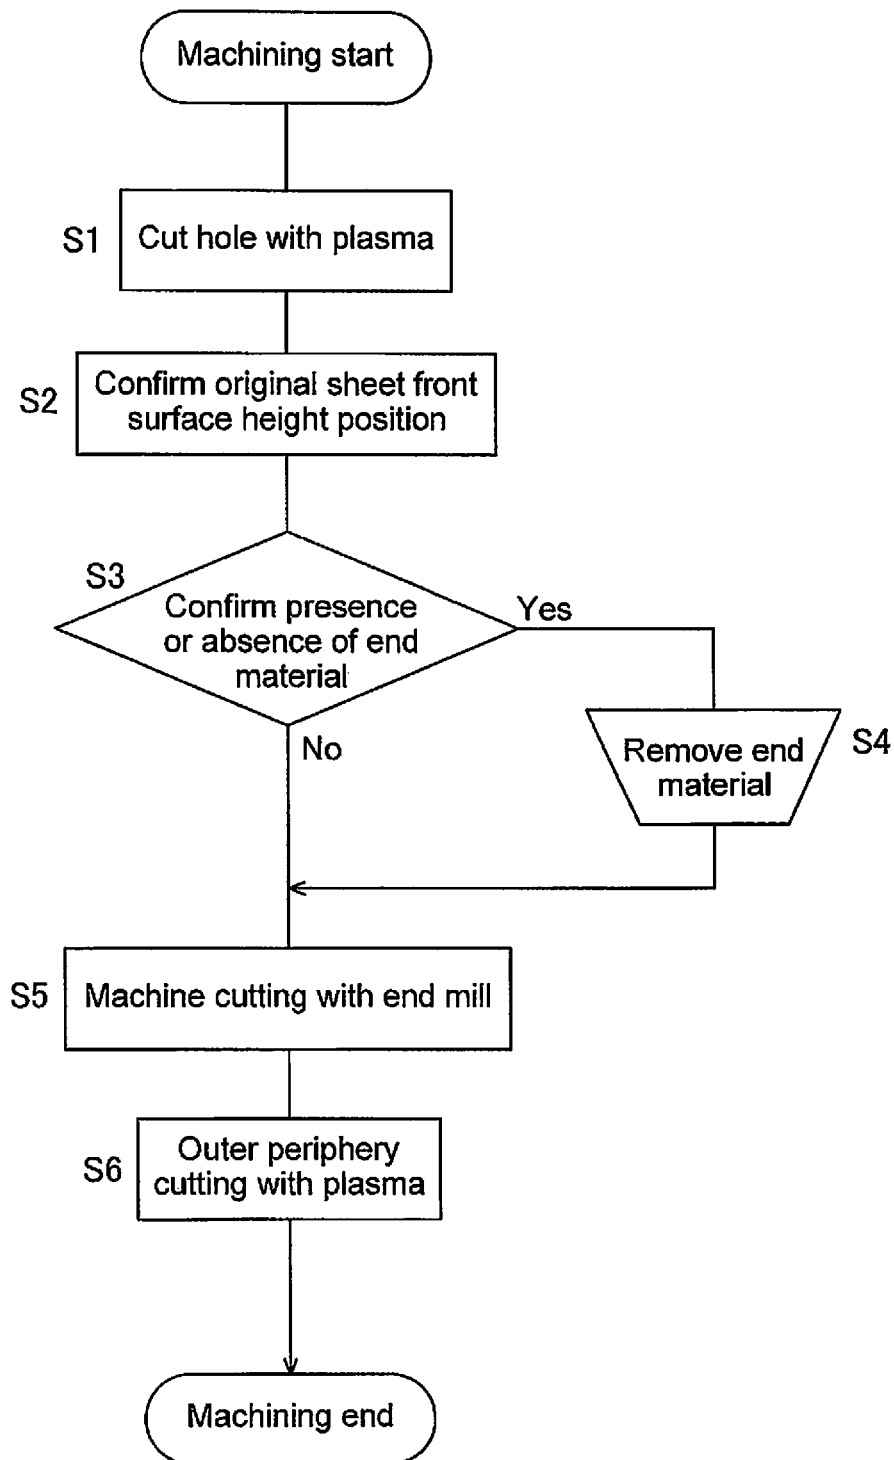 Machining start
S1
Cut hole with plasma
S2
Confirm original sheet front
surface height position
S3
Confirm presence
or absence of end
material
Yes
No
Remove end
material
S4
S5
Machine cutting with end mill
S6
Outer periphery
cutting with plasma
Machining end